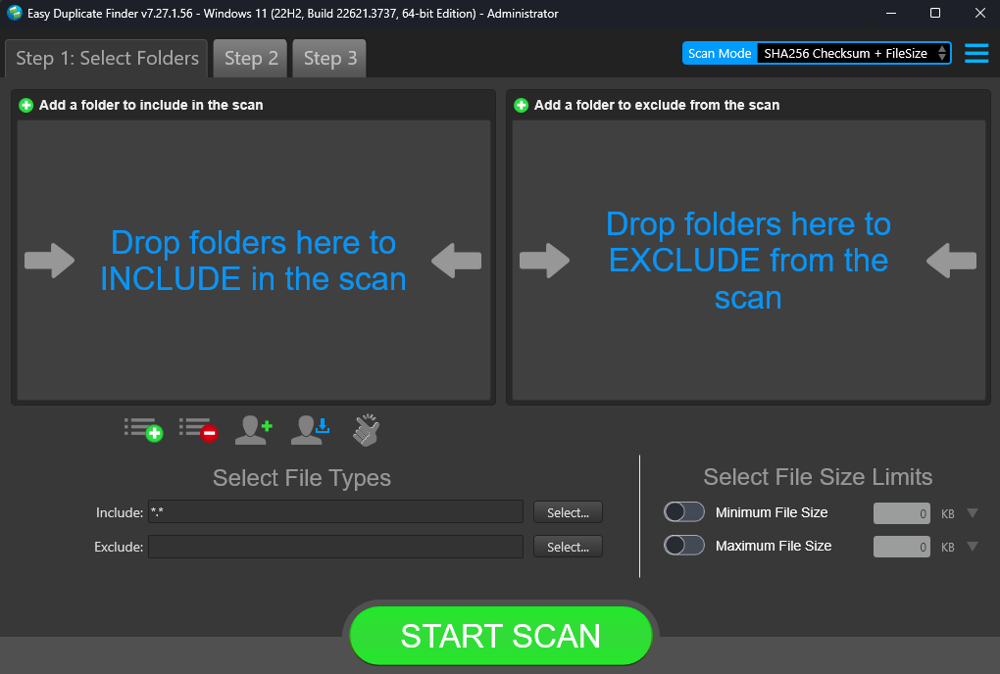 Easy Duplicate Finder v7.27.1.56 - Windows 11 (22H2, Build 22621.3737, 64-bit Edition) - Administrator
Step 1: Select Folders
Step 2
Step 3
Scan Mode
SHA256 Checksum + FileSize
Add a folder to include in the scan
Add a folder to exclude from the scan
Drop folders here to
INCLUDE in the scan
Drop folders here to
EXCLUDE from the
scan
Select File Types
Include:
*.*
Select...
Exclude:
Select...
Select File Size Limits
Minimum File Size
0
KB
Maximum File Size
0
KB
START SCAN